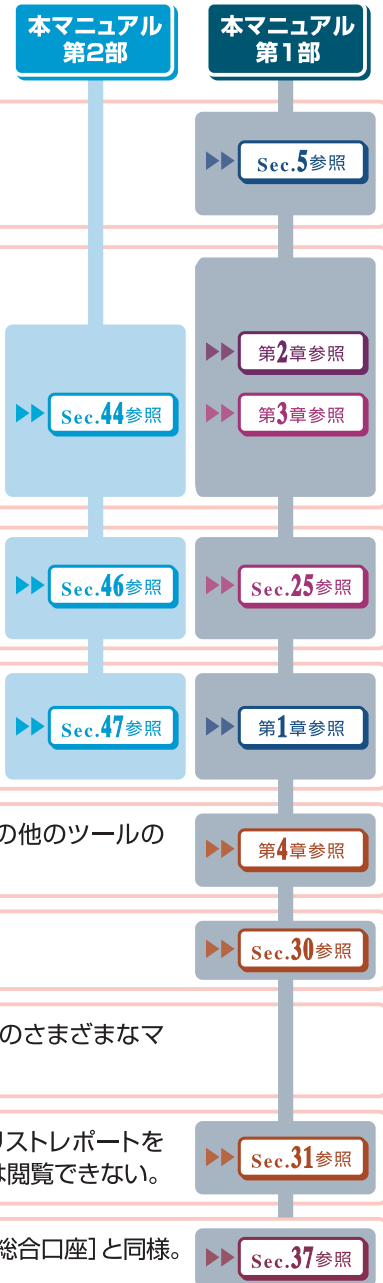 本マニュアル
第2部
本マニュアル
第1部
Sec.5参照
第2章参照
Sec.44参照
第3章参照
Sec.46参照
Sec.25参照
Sec.47参照
第1章参照
の他のツールの
第4章参照
Sec.30参照
のさまざまなマ
リストレポートを
は閲覧できない。
Sec.31参照
総合口座]と同様。
Sec.37参照